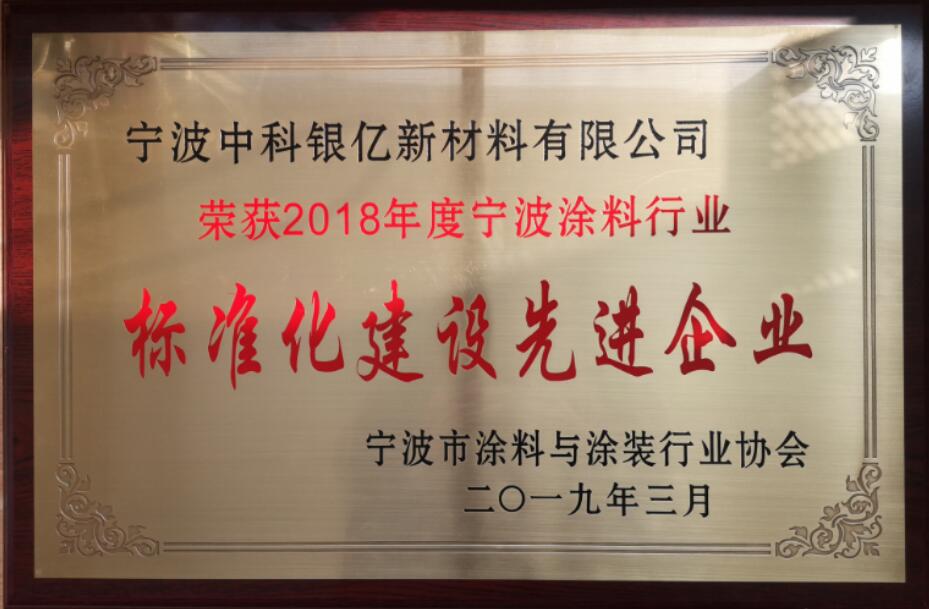 宁波中科银亿新材料有限公司
荣获2018年度宁波涂料行业
标准化建设先进企业
宁波市涂料与涂装行业协会
二〇一九年三月